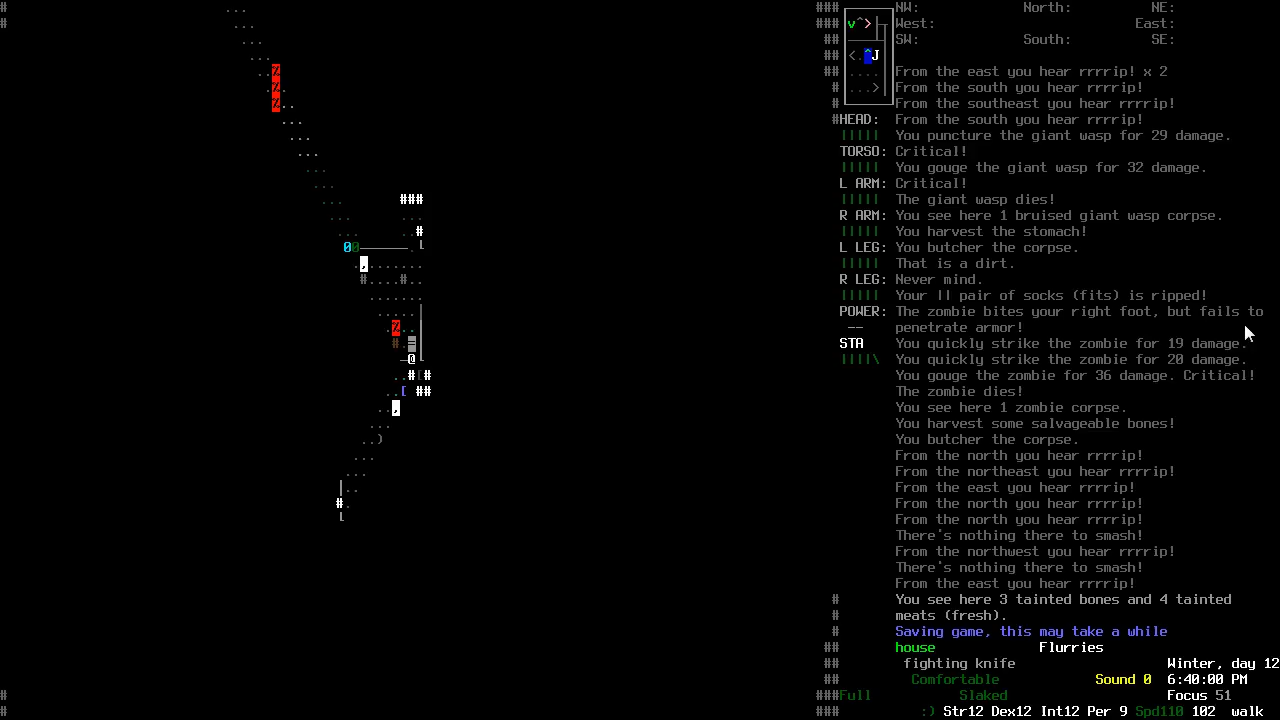 NW: North: NE:
West: East:
SW: South: SE:
From the east you hear rrrrip! x 2
From the south you hear rrrrip!
From the southeast you hear rrrrip!
HEAD: From the south you hear rrrrip!
||||| You puncture the giant wasp for 29 damage.
TORSO: Critical!
||||| You gouge the giant wasp for 32 damage.
L ARM: Critical!
||||| The giant wasp dies!
R ARM: You see here 1 bruised giant wasp corpse.
||||| You harvest the stomach!
L LEG: You butcher the corpse.
||||| That is a dirt.
R LEG: Never mind.
||||| Your || pair of socks (fits) is ripped!
POWER: The zombie bites your right foot, but fails to
-- penetrate armor!
STA You quickly strike the zombie for 19 damage.
||||\ You quickly strike the zombie for 20 damage.
You gouge the zombie for 36 damage. Critical!
The zombie dies!
You see here 1 zombie corpse.
You harvest some salvageable bones!
You butcher the corpse.
From the north you hear rrrrip!
From the northeast you hear rrrrip!
From the east you hear rrrrip!
From the north you hear rrrrip!
From the north you hear rrrrip!
There's nothing there to smash!
From the northwest you hear rrrrip!
There's nothing there to smash!
From the east you hear rrrrip!
You see here 3 tainted bones and 4 tainted
meats (fresh).
Saving game, this may take a while
house Flurries
fighting knife Winter, day 12
Comfortable Sound 0 6:40:00 PM
Full Slaked Focus 51
:) Str12 Dex12 Int12 Per 9 Spd110 102 walk